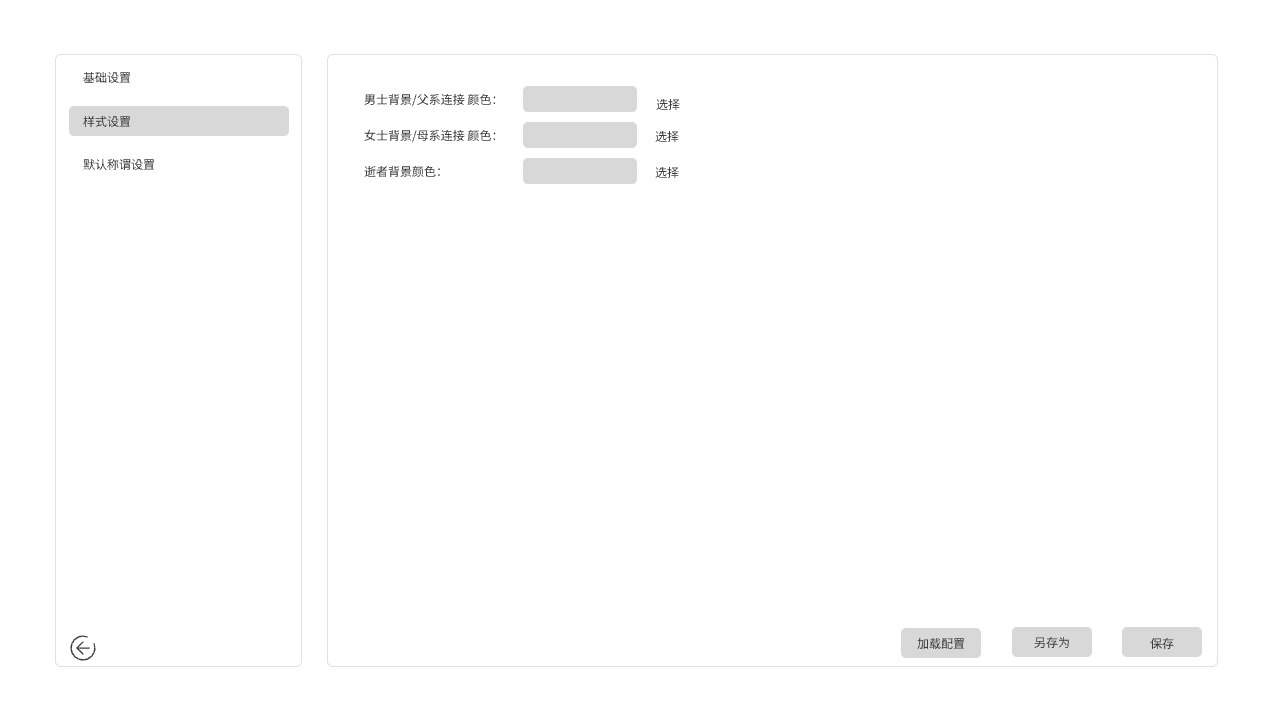 基础设置
样式设置
默认称谓设置
男士背景/父系连接 颜色：
选择
女士背景/母系连接 颜色：
选择
逝者背景颜色：
选择
加载配置
另存为
保存